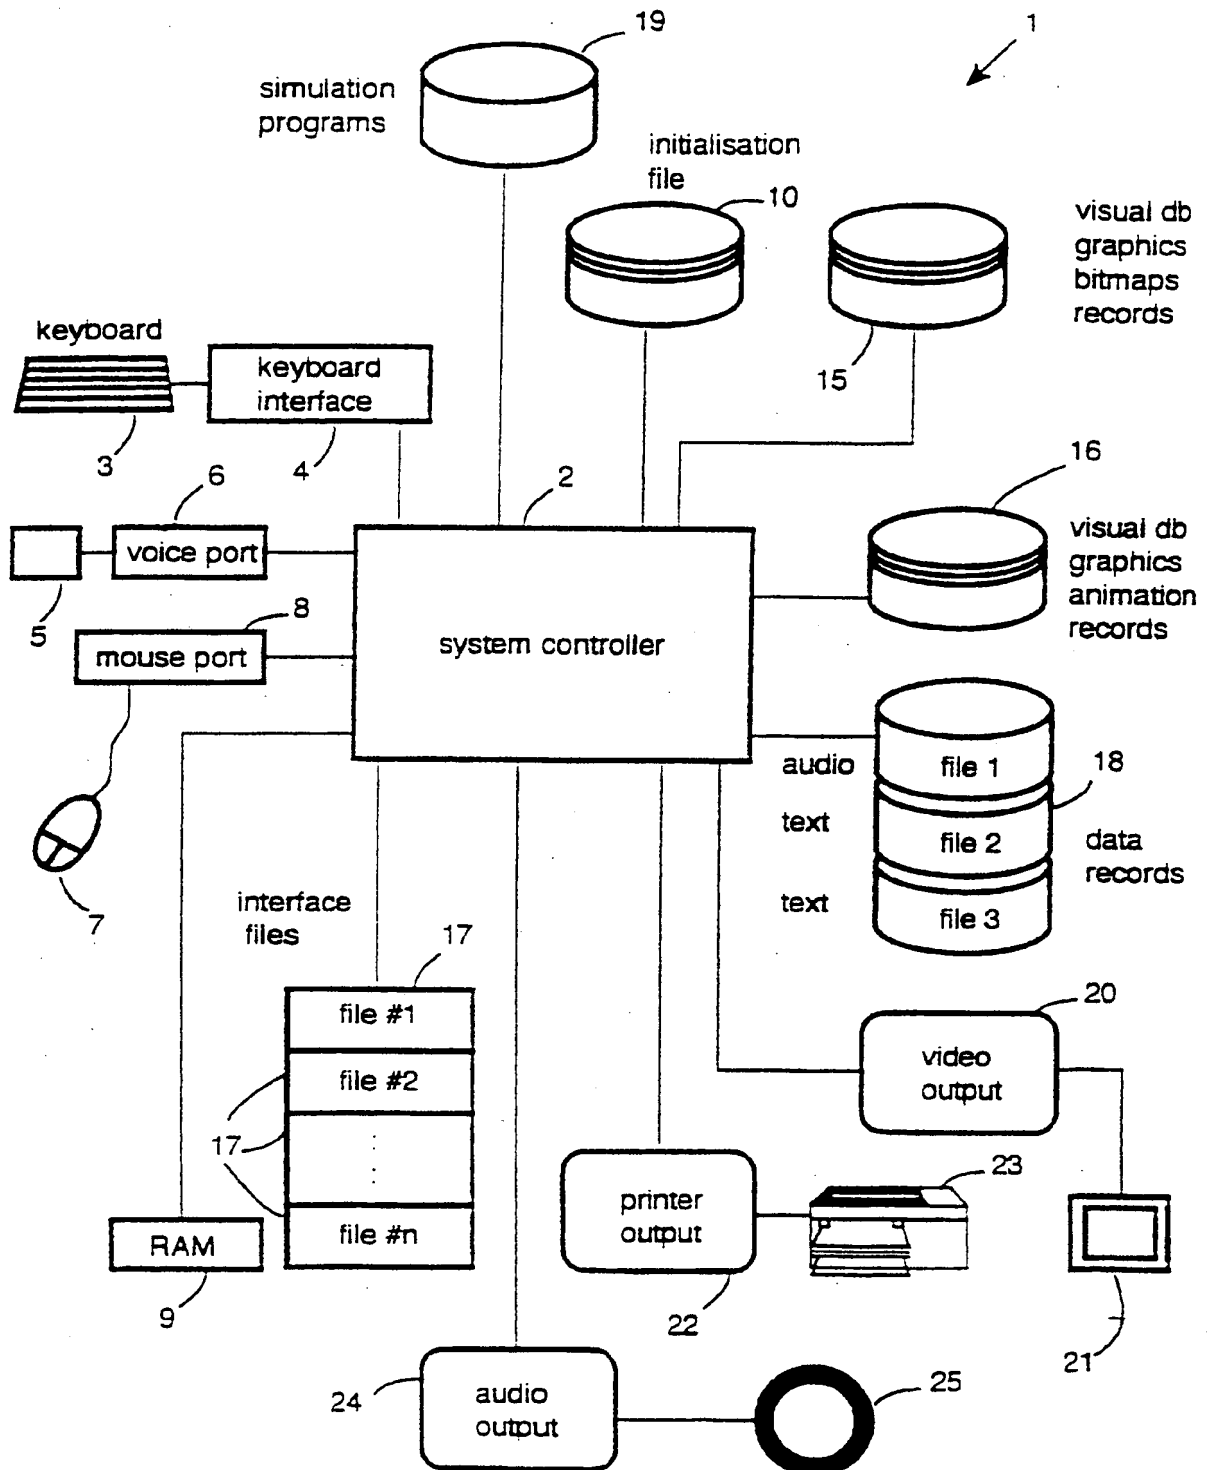 19
1
simulation
programs
initialisation
file
10
visual db
graphics
bitmaps
records
15
keyboard
keyboard
interface
3
4
6
2
16
voice port
5
8
mouse port
system controller
visual db
graphics
animation
records
audio
file 1
18
text
file 2
data
records
text
file 3
7
interface
files
17
file #1
file #2
17
file #n
20
video
output
RAM
9
printer
output
23
22
21
24
audio
output
25